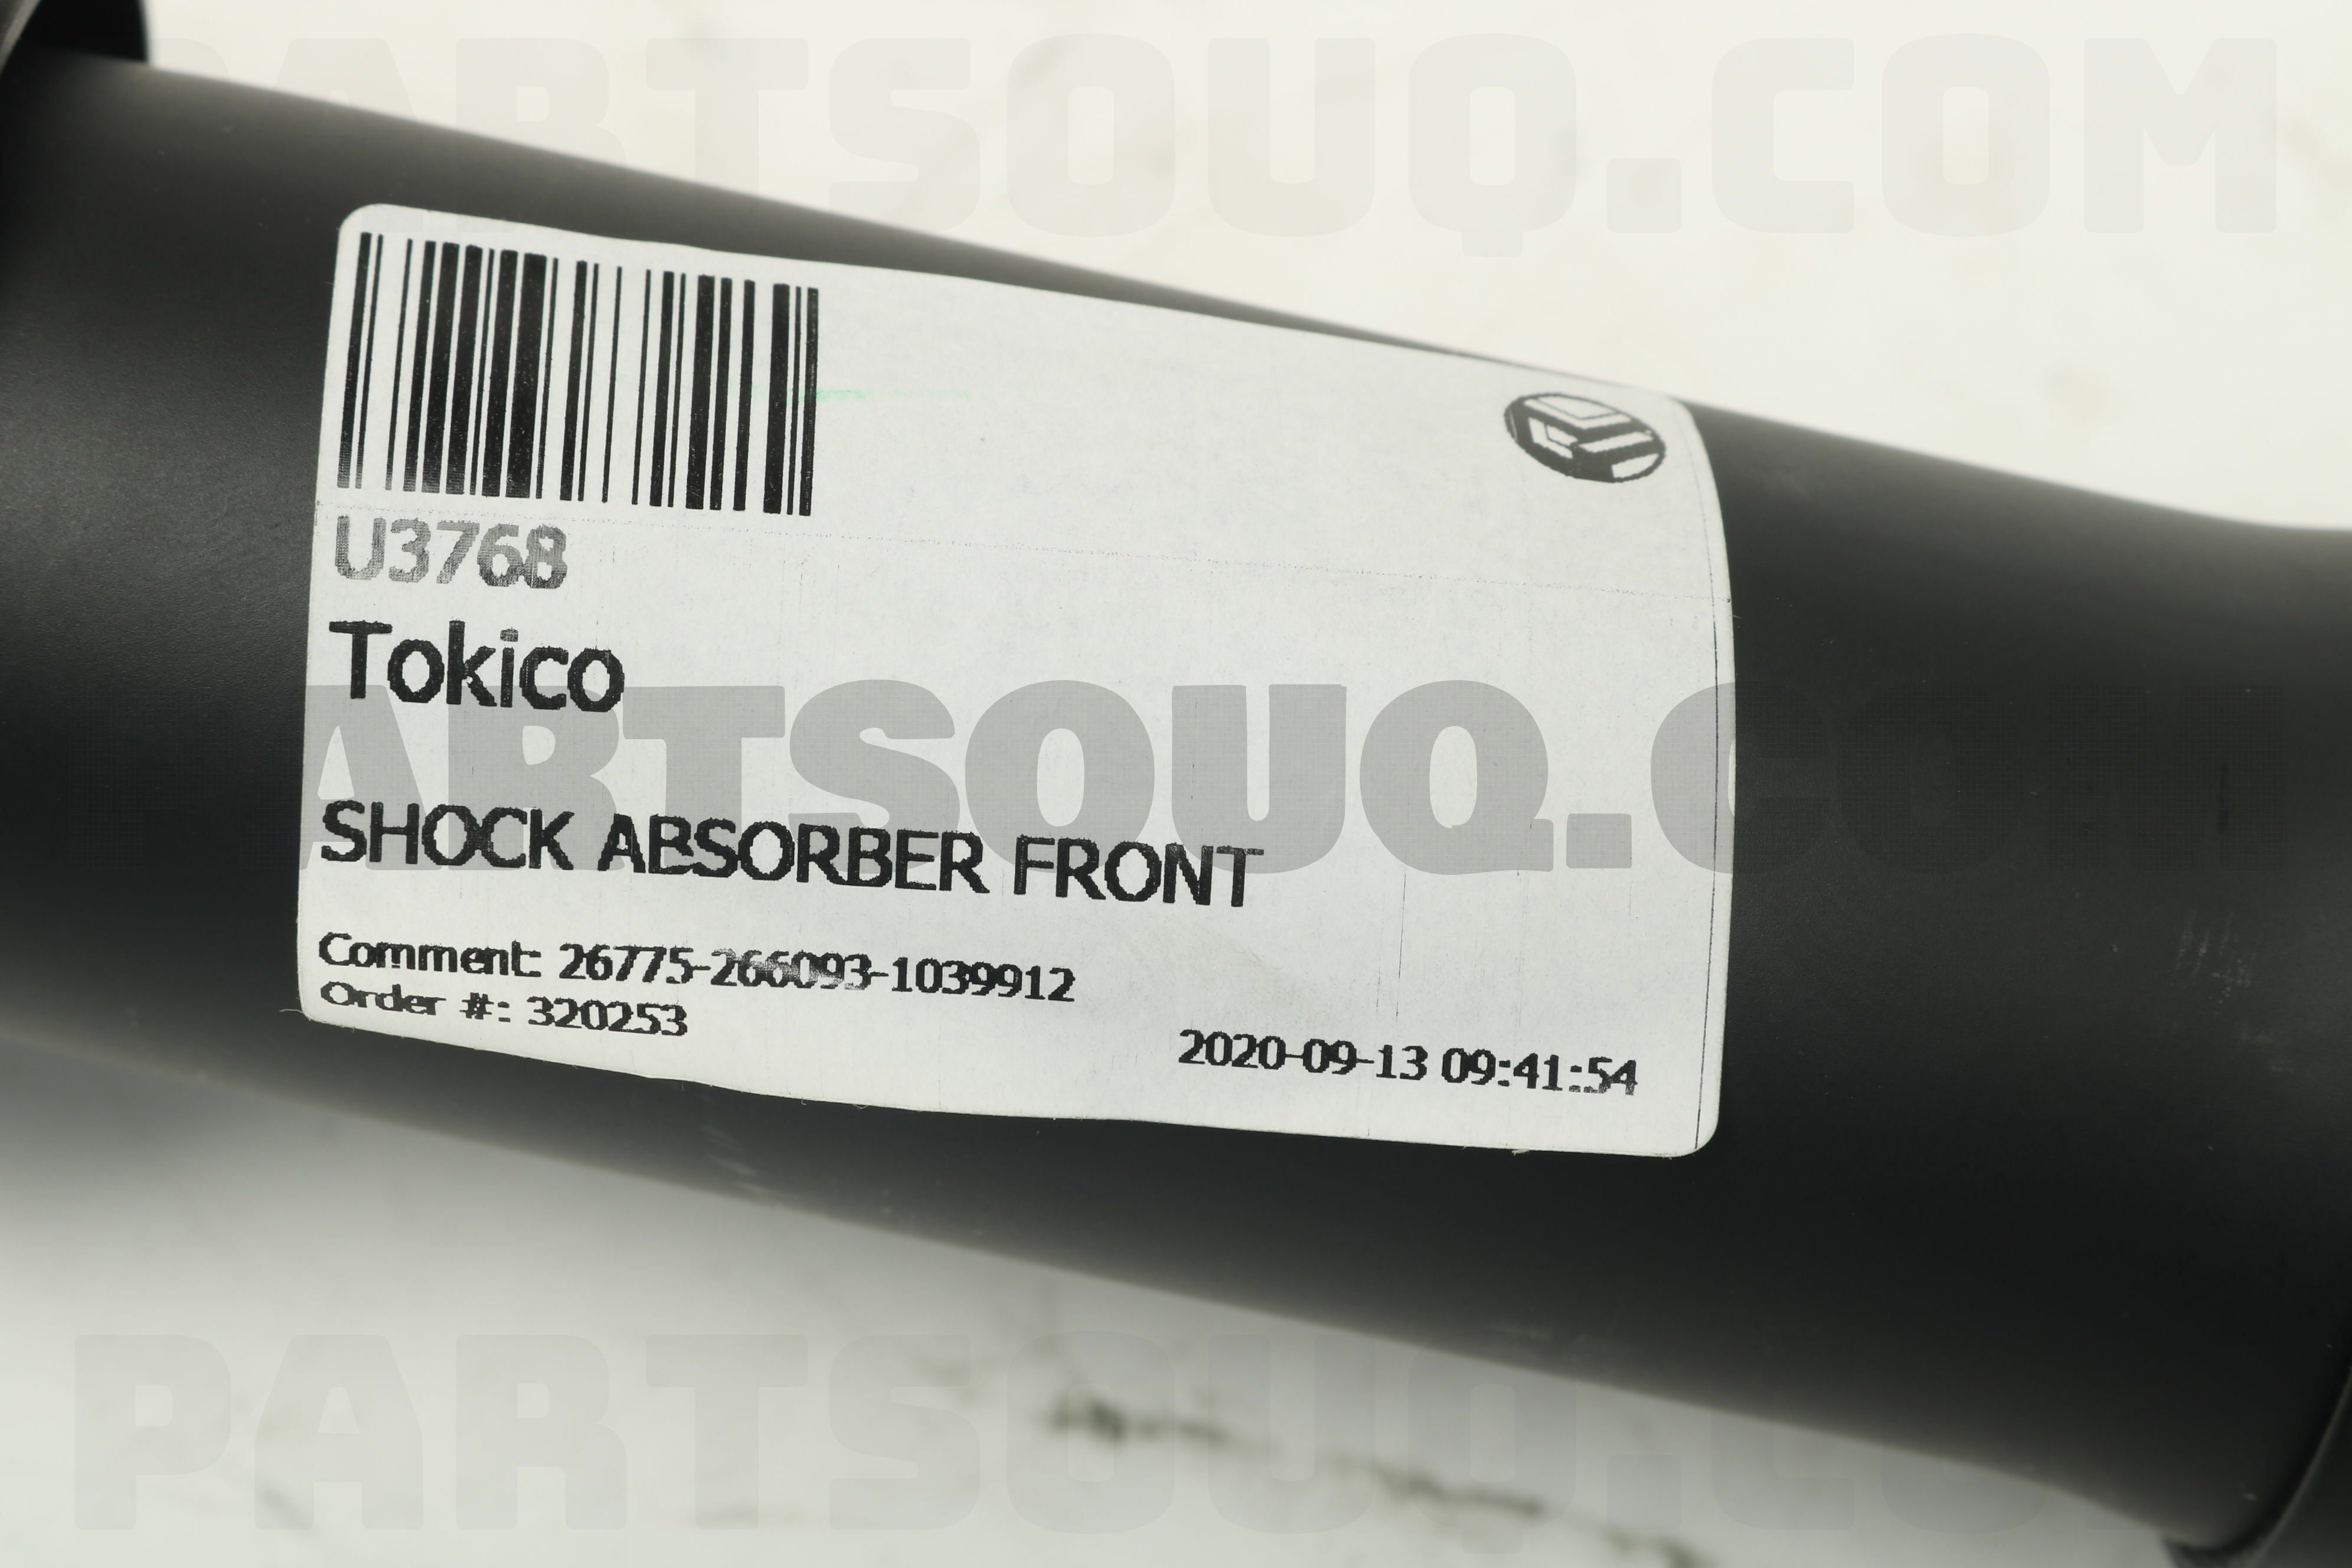 PARTSOUQ.COM
U3768
Tokico
PARTSOUQ.COM
SHOCK ABSORBER FRONT
Comment: 26775-266093-1039912
Order #: 320253
2020-09-13 09:41:54
PARTSOUQ.COM